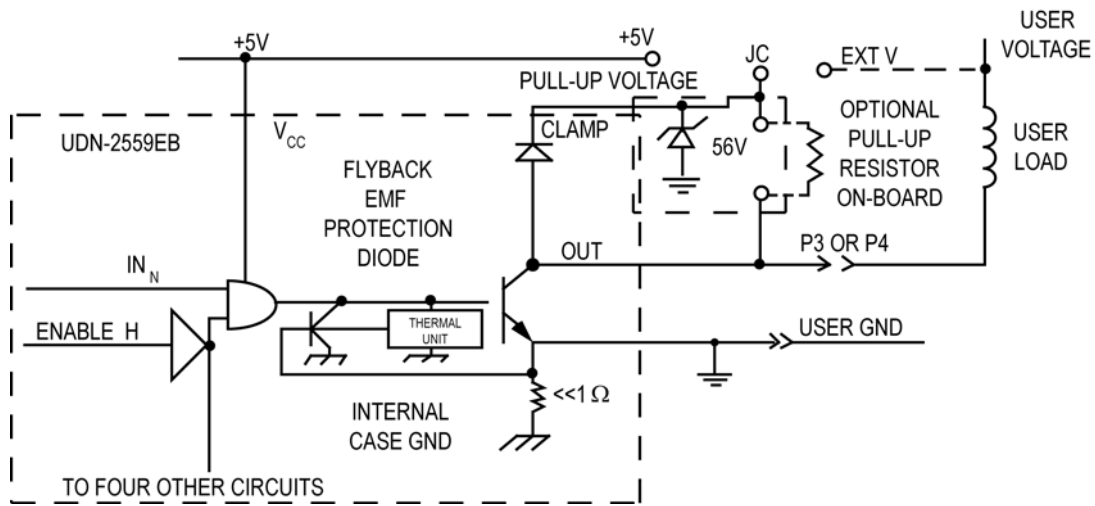 USER
VOLTAGE
+5V
+5V
JC
EXT V
PULL-UP VOLTAGE
OPTIONAL
PULL-UP
RESISTOR
ON-BOARD
USER
LOAD
UDN-2559EB
VCC
CLAMP
56V
FLYBACK
EMF
PROTECTION
DIODE
OUT
P3 OR P4
INN
ENABLE H
THERMAL
UNIT
USER GND
<<1 Ω
INTERNAL
CASE GND
TO FOUR OTHER CIRCUITS